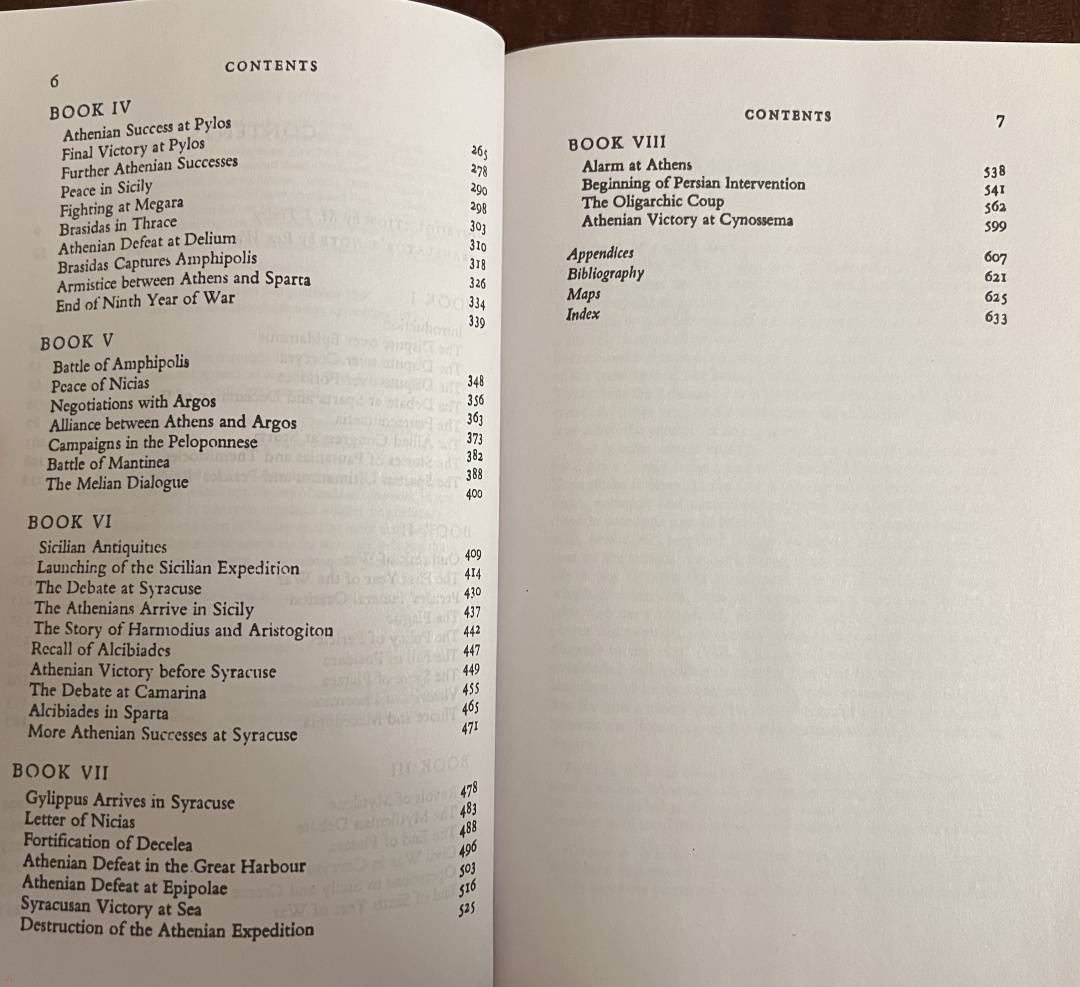 6
CONTENTS
BOOK IV
Athenian Success at Pylos 265
Final Victory at Pylos 278
Further Athenian Successes 290
Peace in Sicily 298
Fighting at Megara 303
Brasidas in Thrace 310
Athenian Defeat at Delium 318
Brasidas Captures Amphipolis 326
Armistice between Athens and Sparta 334
End of Ninth Year of War 339
BOOK V
Battle of Amphipolis 348
Peace of Nicias 356
Negotiations with Argos 363
Alliance between Athens and Argos 373
Campaigns in the Peloponnese 382
Battle of Mantinea 388
The Melian Dialogue 400
BOOK VI
Sicilian Antiquities 409
Launching of the Sicilian Expedition 414
The Debate at Syracuse 430
The Athenians Arrive in Sicily 437
The Story of Harmodius and Aristogiton 442
Recall of Alcibiades 447
Athenian Victory before Syracuse 449
The Debate at Camarina 455
Alcibiades in Sparta 465
More Athenian Successes at Syracuse 471
BOOK VII
Gylippus Arrives in Syracuse 478
Letter of Nicias 483
Fortification of Decelea 488
Athenian Defeat in the Great Harbour 496
Athenian Defeat at Epipolae 503
Syracusan Victory at Sea 516
Destruction of the Athenian Expedition 525
CONTENTS
7
BOOK VIII
Alarm at Athens 538
Beginning of Persian Intervention 541
The Oligarchic Coup 562
Athenian Victory at Cynossema 599
Appendices 607
Bibliography 621
Maps 625
Index 633